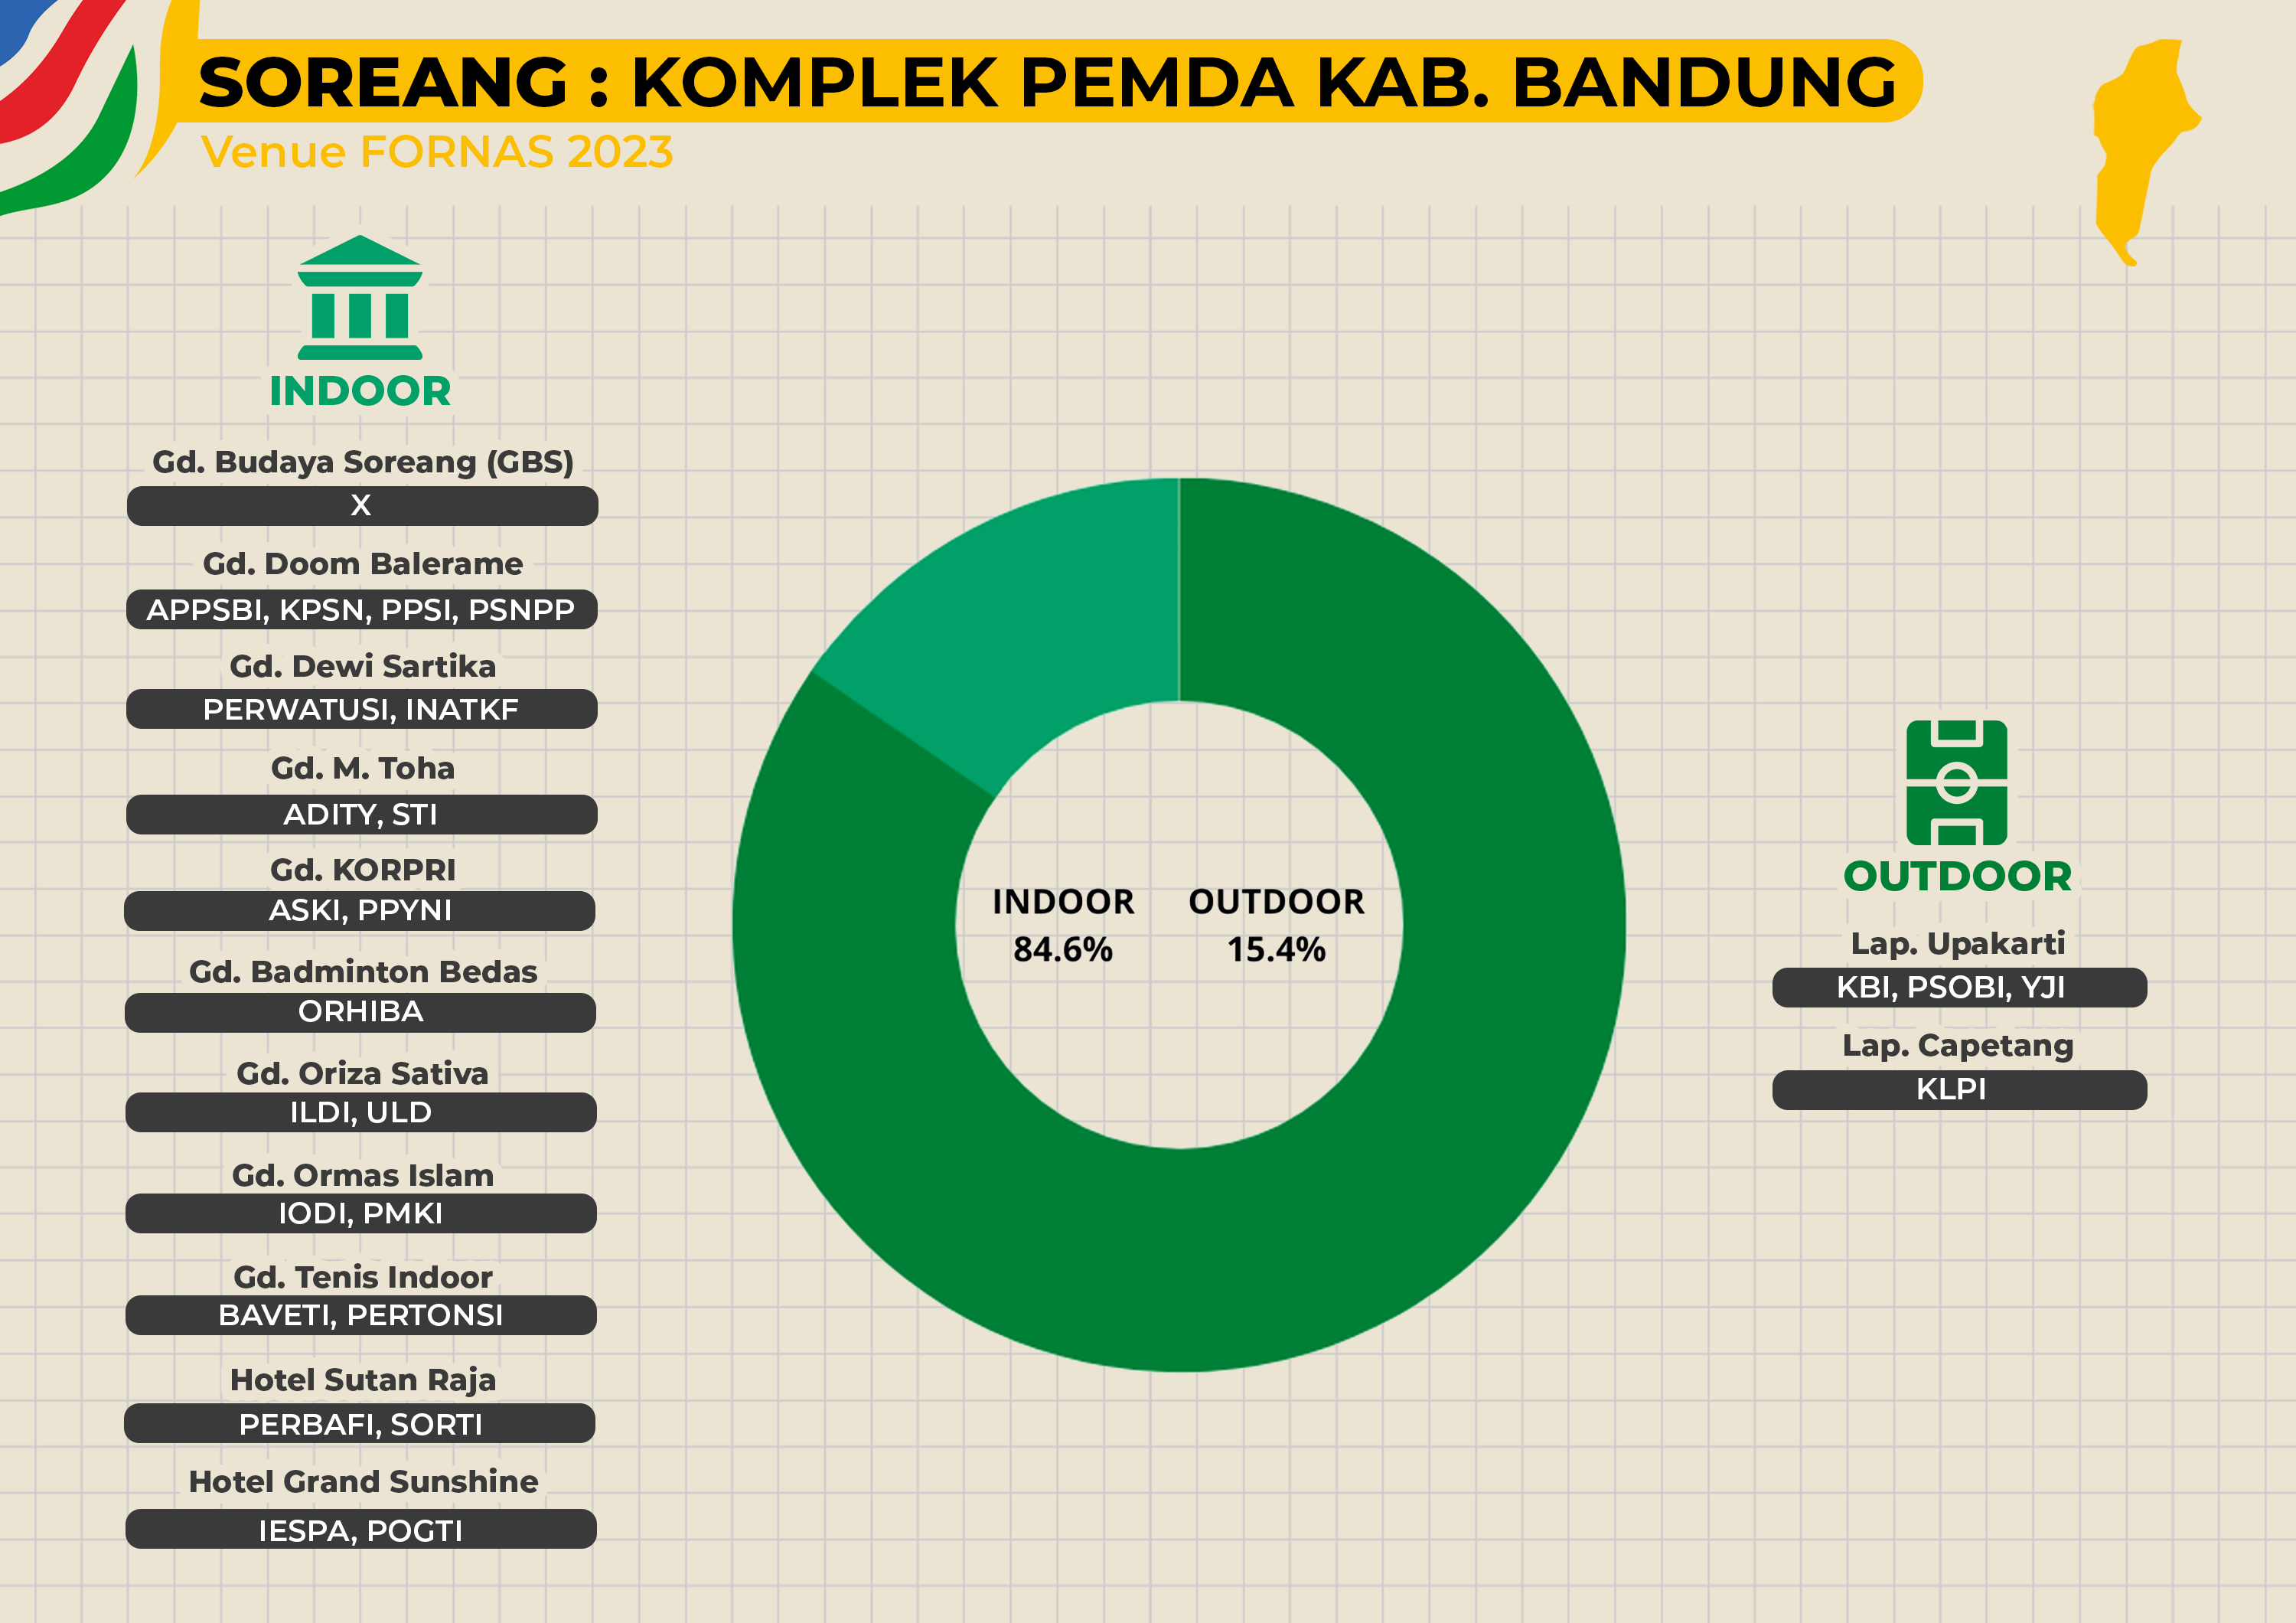 SOREANG : KOMPLEK PEMDA KAB. BANDUNG
Venue FORNAS 2023
INDOOR
Gd. Budaya Soreang (GBS)
X
Gd. Doom Balerame
APPSBI, KPSN, PPSI, PSNPP
Gd. Dewi Sartika
PERWATUSI, INATKF
Gd. M. Toha
ADITY, STI
Gd. KORPRI
ASKI, PPYNI
Gd. Badminton Bedas
ORHIBA
Gd. Oriza Sativa
ILDI, ULD
Gd. Ormas Islam
IODI, PMKI
Gd. Tenis Indoor
BAVETI, PERTONSI
Hotel Sutan Raja
PERBAFI, SORTI
Hotel Grand Sunshine
IESPA, POGTI
INDOOR OUTDOOR
84.6% 15.4%
OUTDOOR
Lap. Upakarti
KBI, PSOBI, YJI
Lap. Capetang
KLPI